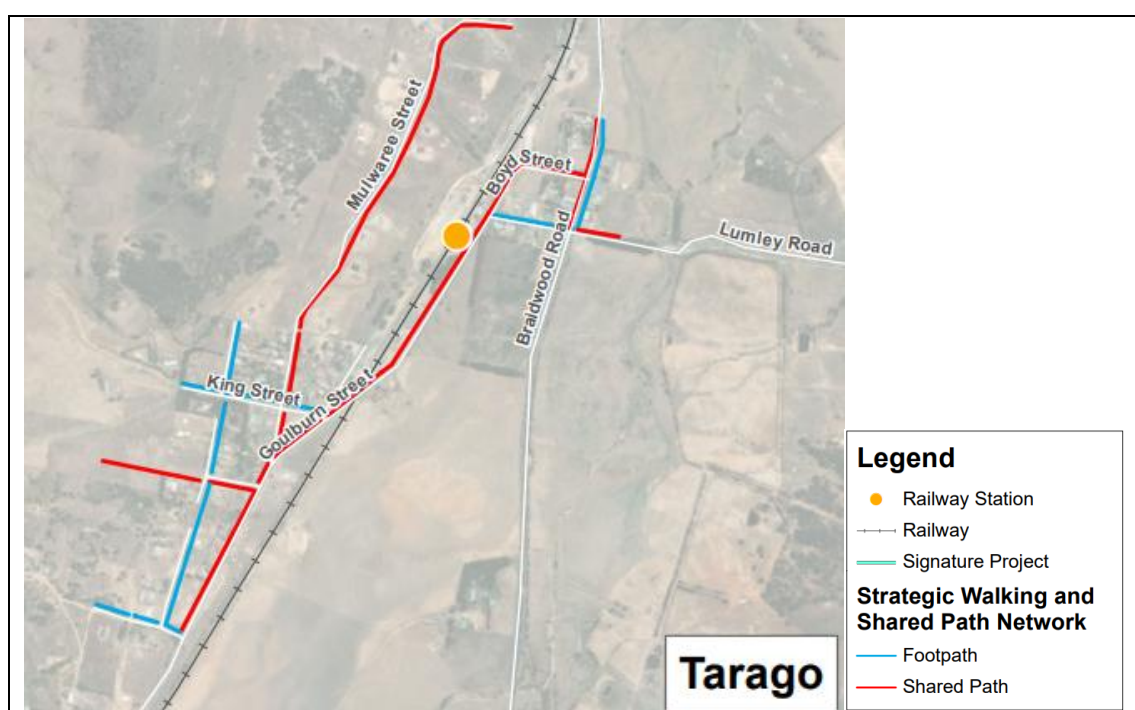 Mulwaree Street
Boyd Street
Lumley Road
Braidwood Road
King Street
Goulburn Street
Tarago
Legend
Railway Station
Railway
Signature Project
Strategic Walking and
Shared Path Network
Footpath
Shared Path